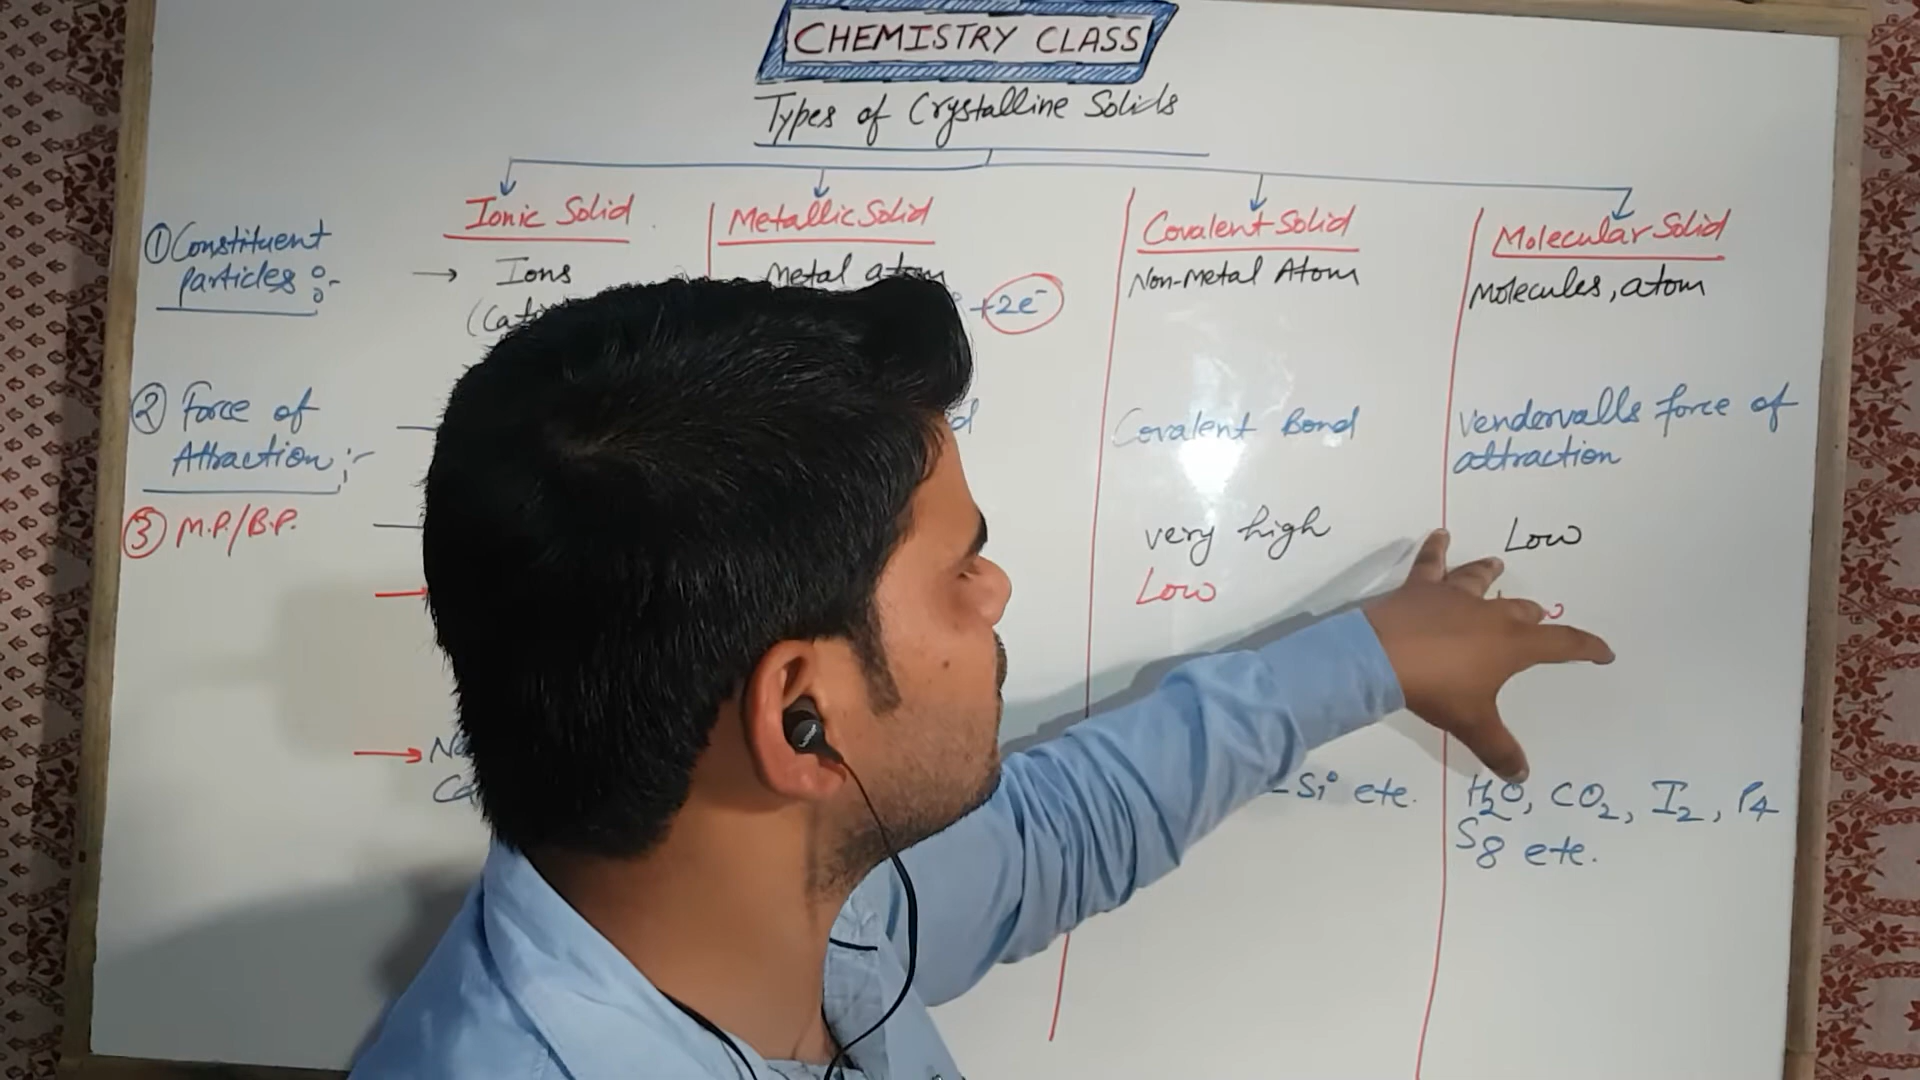 CHEMISTRY CLASS
Types of Crystalline Solids
Ionic Solid
Metallic Solid
Covalent Solid
Molecular Solid
① Constituent
particles :-
→ Ions
Metal atom
+2e⁻
Non-Metal Atom
Molecules, atom
② Force of
Attraction :-
Covalent Bond
Vendervalls force of
attraction
③ M.P./B.P.
very high
Low
Low
Si etc.
H₂O, CO₂, I₂, P₄
S₈ etc.